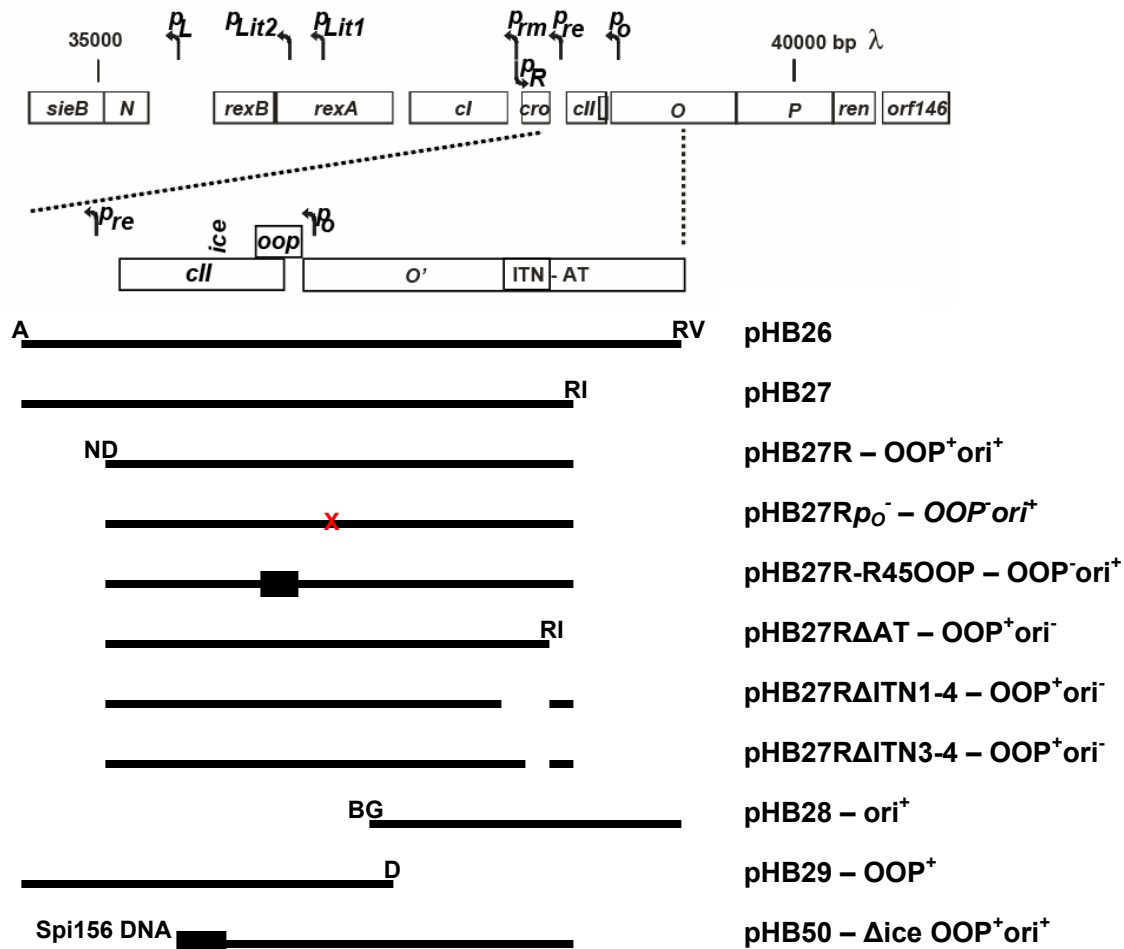 pL pLit2 pLit1 prm pre po
35000 40000 bp λ
pR
sieB N rexB rexA cI cro cII O P ren orf146
pre ice oop po
cII O' ITN - AT
A RV pHB26
RI pHB27
ND pHB27R – OOP⁺ori⁺
X pHB27RpO⁻ – OOP⁻ori⁺
pHB27R-R45OOP – OOP⁻ori⁺
RI pHB27RΔAT – OOP⁺ori⁻
pHB27RΔITN1-4 – OOP⁺ori⁻
pHB27RΔITN3-4 – OOP⁺ori⁻
BG pHB28 – ori⁺
D pHB29 – OOP⁺
Spi156 DNA pHB50 – Δice OOP⁺ori⁺